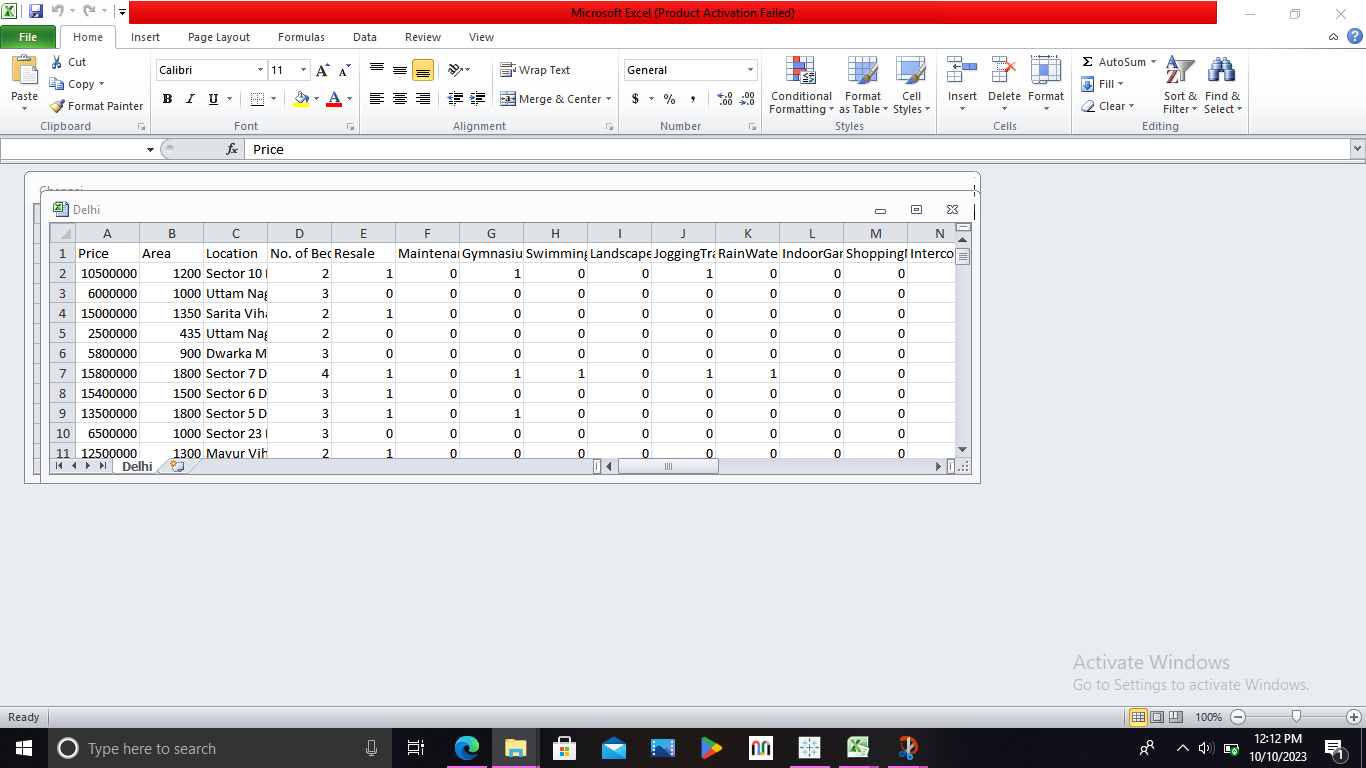 Microsoft Excel (Product Activation Failed)
File Home Insert Page Layout Formulas Data Review View
Paste Cut Copy Format Painter Clipboard
Calibri 11 A A B I U A Font
Wrap Text Merge & Center Alignment
General $ % , .0 .00 .00 .0 Number
Conditional Formatting Format as Table Cell Styles Styles
Insert Delete Format Cells
Σ AutoSum Fill Clear Sort & Filter Find & Select Editing
fx Price
Delhi
A B C D E F G H I J K L M N
1 Price Area Location No. of Bec Resale Maintenar Gymnasiu Swimming Landscape JoggingTra RainWate IndoorGar Shopping Interco
2 10500000 1200 Sector 10 2 1 0 1 0 0 1 0 0 0
3 6000000 1000 Uttam Nag 3 0 0 0 0 0 0 0 0 0
4 15000000 1350 Sarita Viha 2 1 0 0 0 0 0 0 0 0
5 2500000 435 Uttam Nag 2 0 0 0 0 0 0 0 0 0
6 5800000 900 Dwarka M 3 0 0 0 0 0 0 0 0 0
7 15800000 1800 Sector 7 D 4 1 0 1 1 0 1 1 0 0
8 15400000 1500 Sector 6 D 3 1 0 0 0 0 0 0 0 0
9 13500000 1800 Sector 5 D 3 1 0 1 0 0 0 0 0 0
10 6500000 1000 Sector 23 3 0 0 0 0 0 0 0 0 0
11 12500000 1300 Mayur Vih 2 1 0 0 0 0 0 0 0 0
Delhi
Activate Windows
Go to Settings to activate Windows.
Ready 100%
Type here to search
12:12 PM
10/10/2023
1